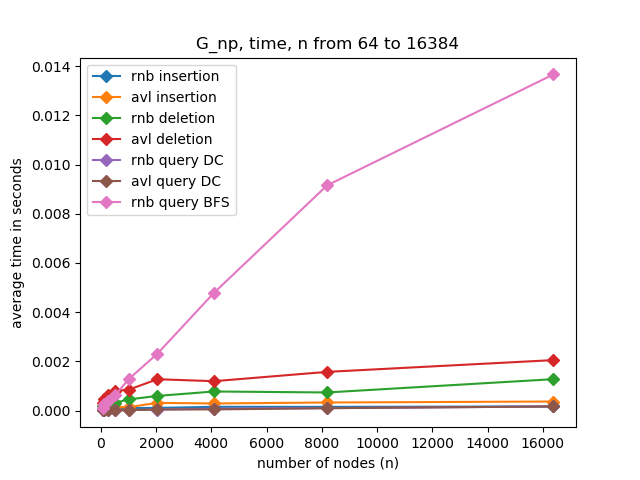 G_np, time, n from 64 to 16384
rnb insertion
avl insertion
rnb deletion
avl deletion
rnb query DC
avl query DC
rnb query BFS
average time in seconds
0.014
0.012
0.010
0.008
0.006
0.004
0.002
0.000
0 2000 4000 6000 8000 10000 12000 14000 16000
number of nodes (n)